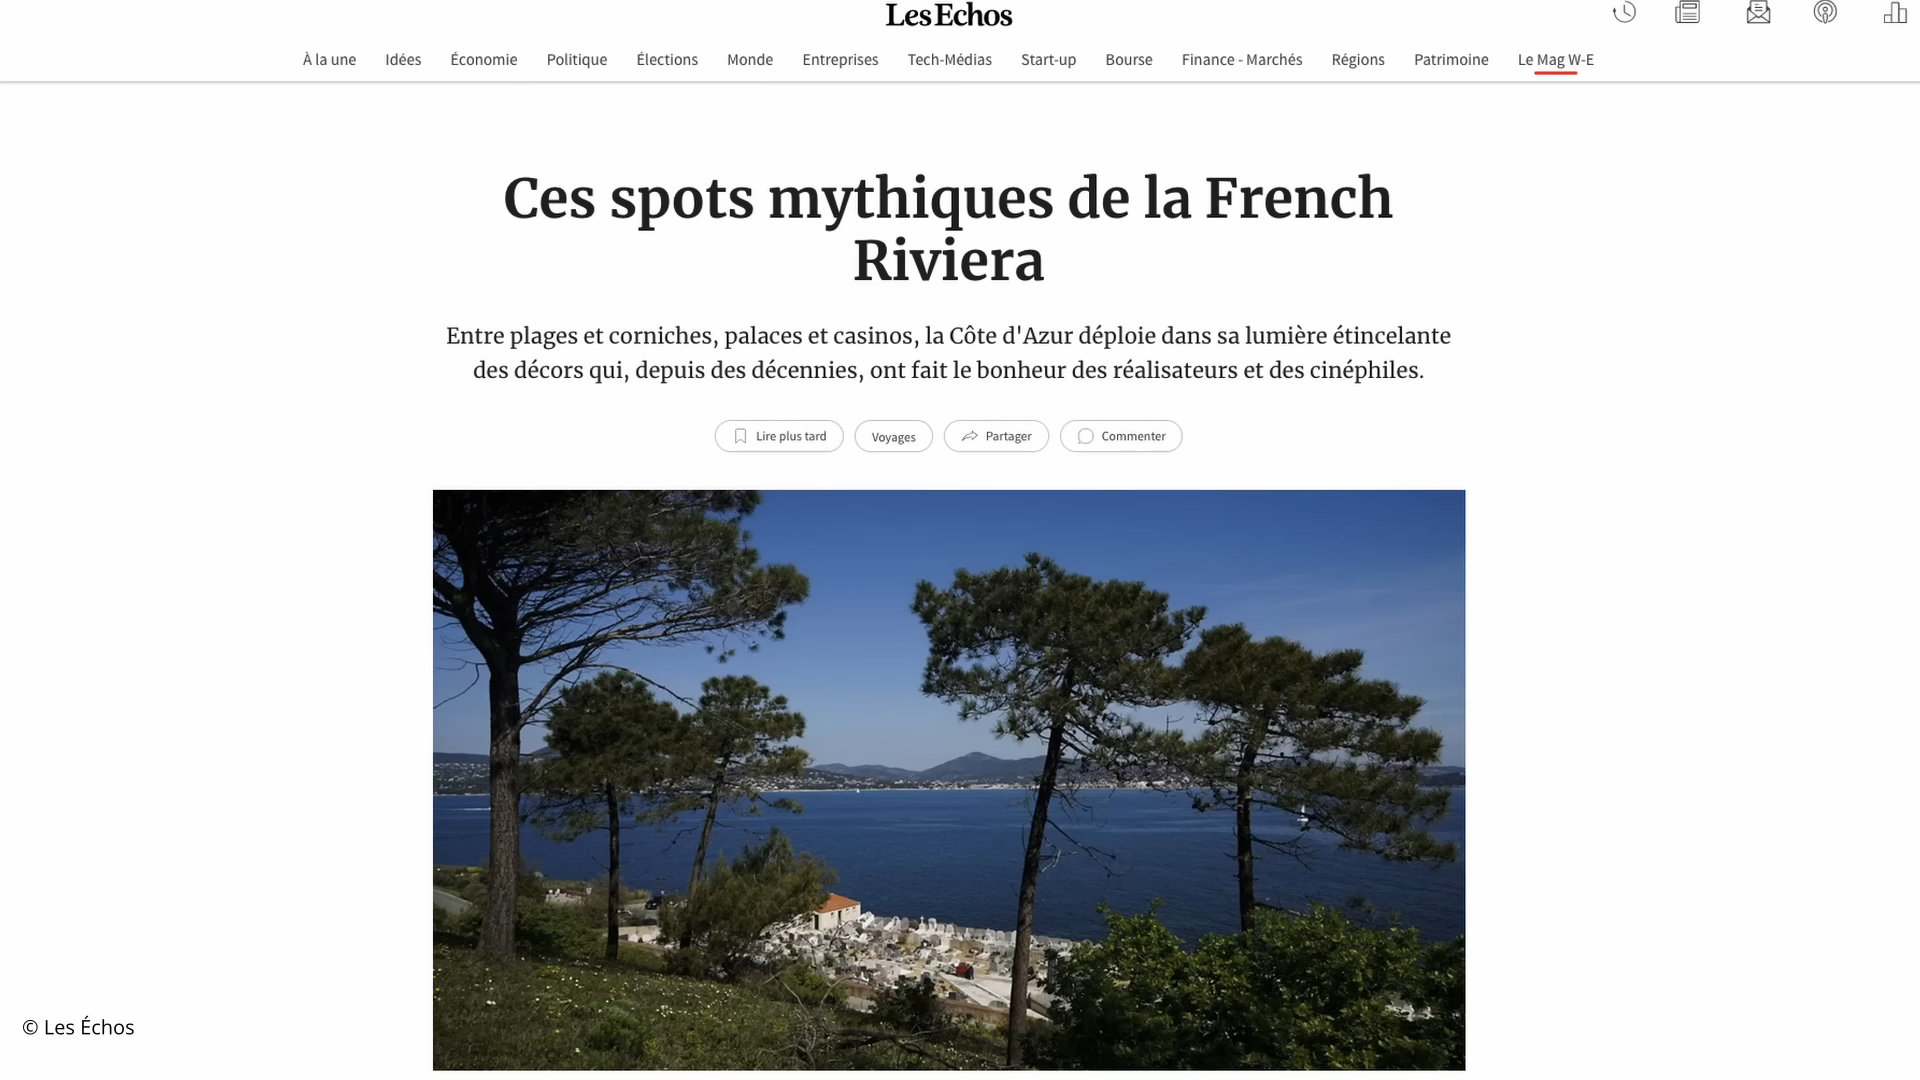 Les Echos
À la une Idées Économie Politique Élections Monde Entreprises Tech-Médias Start-up Bourse Finance - Marchés Régions Patrimoine Le Mag W-E
Ces spots mythiques de la French
Riviera
Entre plages et corniches, palaces et casinos, la Côte d'Azur déploie dans sa lumière étincelante
des décors qui, depuis des décennies, ont fait le bonheur des réalisateurs et des cinéphiles.
Lire plus tard Voyages Partager Commenter
© Les Échos